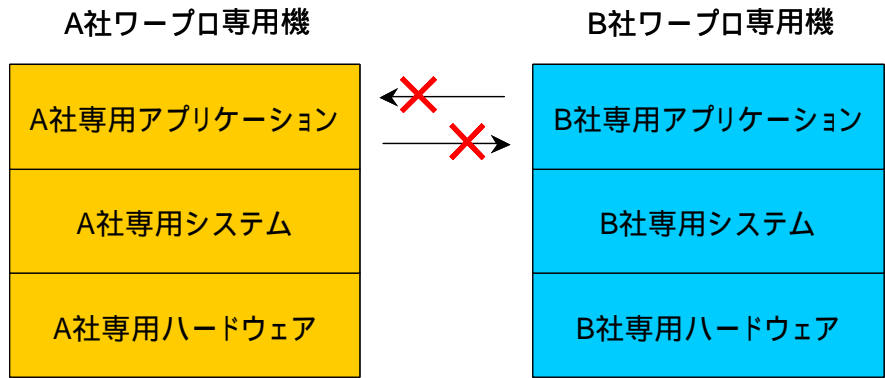 A社ワープロ専用機
B社ワープロ専用機
A社専用アプリケーション
B社専用アプリケーション
A社専用システム
B社専用システム
A社専用ハードウェア
B社専用ハードウェア